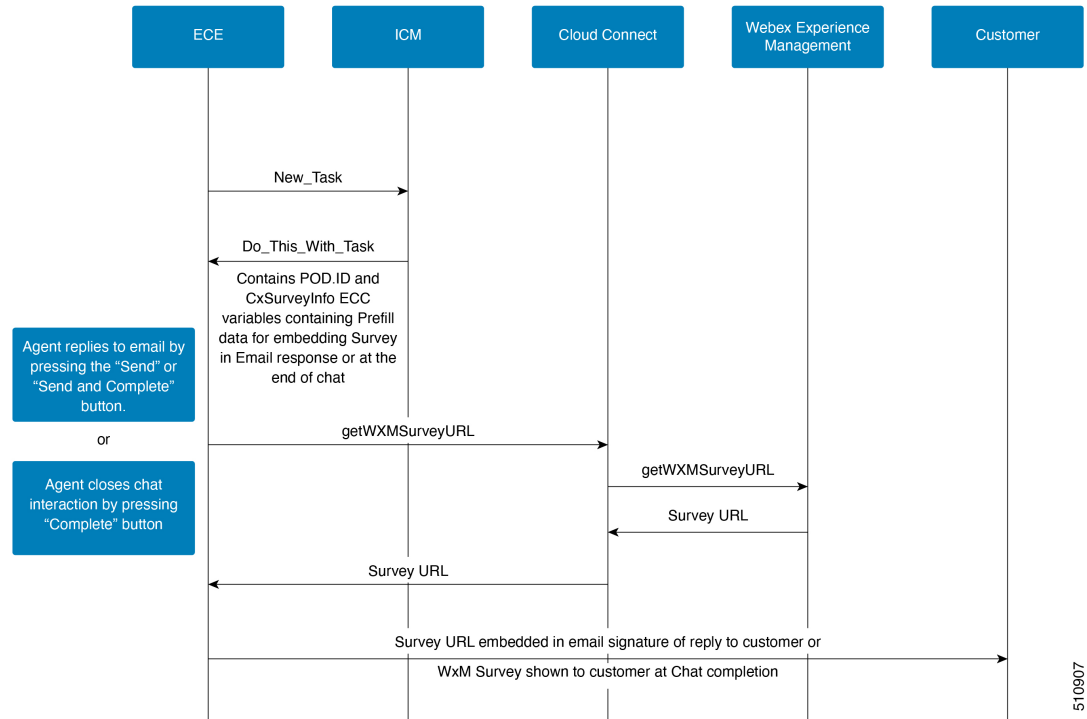 ECE
ICM
Cloud Connect
Webex Experience
Management
Customer
New_Task
Do_This_With_Task
Contains POD.ID and
CxSurveyInfo ECC
variables containing Prefill
data for embedding Survey
in Email response or at the
end of chat
Agent replies to email by
pressing the “Send” or
“Send and Complete”
button.
or
Agent closes chat
interaction by pressing
“Complete” button
getWXMSurveyURL
getWXMSurveyURL
Survey URL
Survey URL
Survey URL embedded in email signature of reply to customer or
WxM Survey shown to customer at Chat completion
510907